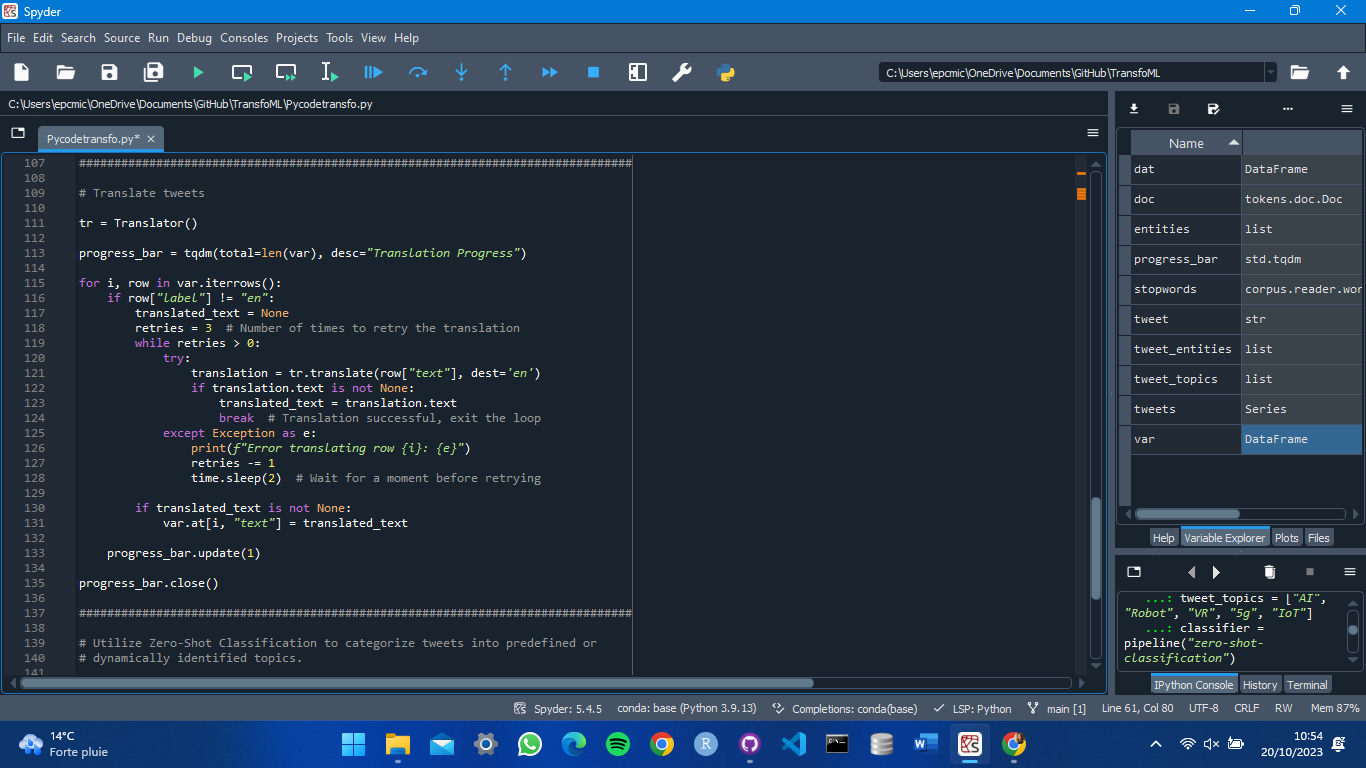 Spyder
File Edit Search Source Run Debug Consoles Projects Tools View Help
C:\Users\epcmic\OneDrive\Documents\GitHub\TransfoML
C:\Users\epcmic\OneDrive\Documents\GitHub\TransfoML\Pycodetransfo.py
Pycodetransfo.py*
107 ###############################################################################
108
109 # Translate tweets
110
111 tr = Translator()
112
113 progress_bar = tqdm(total=len(var), desc="Translation Progress")
114
115 for i, row in var.iterrows():
116     if row["label"] != "en":
117         translated_text = None
118         retries = 3  # Number of times to retry the translation
119         while retries > 0:
120             try:
121                 translation = tr.translate(row["text"], dest='en')
122                 if translation.text is not None:
123                     translated_text = translation.text
124                     break  # Translation successful, exit the loop
125             except Exception as e:
126                 print(f"Error translating row {i}: {e}")
127                 retries -= 1
128                 time.sleep(2)  # Wait for a moment before retrying
129
130         if translated_text is not None:
131             var.at[i, "text"] = translated_text
132
133     progress_bar.update(1)
134
135 progress_bar.close()
136
137 ###############################################################################
138
139 # Utilize Zero-Shot Classification to categorize tweets into predefined or
140 # dynamically identified topics.
141
Name
dat DataFrame
doc tokens.doc.Doc
entities list
progress_bar std.tqdm
stopwords corpus.reader.wor
tweet str
tweet_entities list
tweet_topics list
tweets Series
var DataFrame
Help Variable Explorer Plots Files
...: tweet_topics = ["AI",
"Robot", "VR", "5g", "IoT"]
...: classifier =
pipeline("zero-shot-
classification")
IPython Console History Terminal
Spyder: 5.4.5 conda: base (Python 3.9.13) Completions: conda(base) LSP: Python main [1] Line 61, Col 80 UTF-8 CRLF RW Mem 87%
14°C
Forte pluie
10:54
20/10/2023